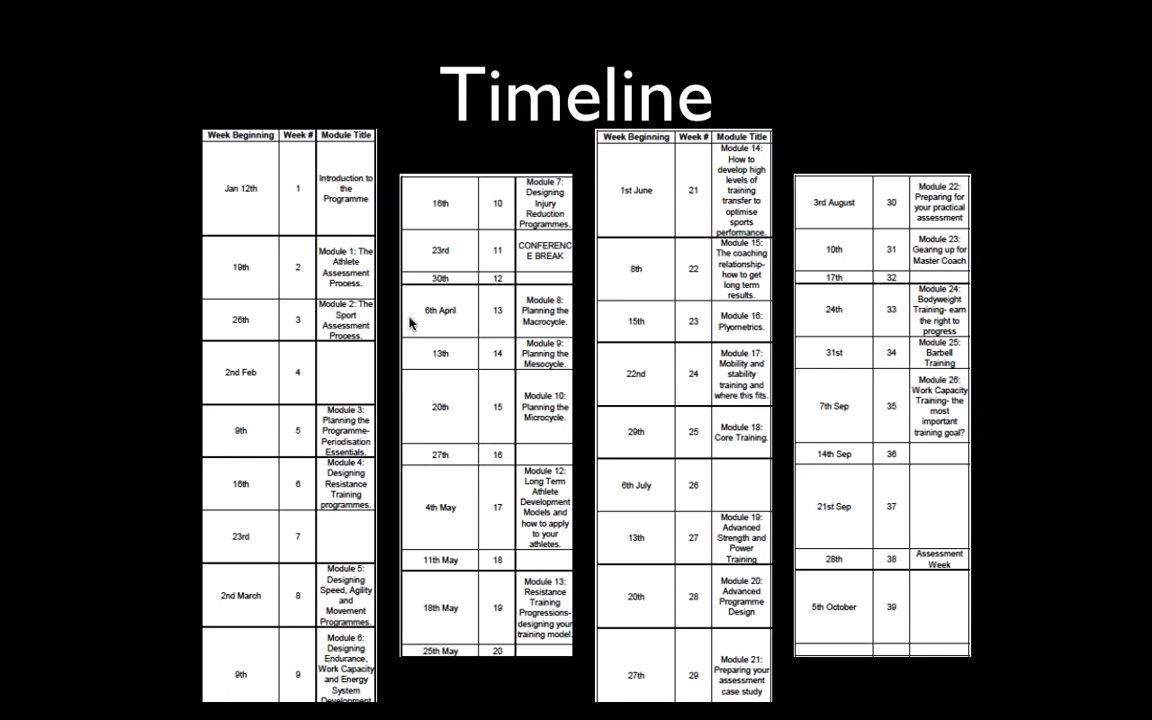 Timeline
Week Beginning Week # Module Title
Jan 12th 1 Introduction to
the
Programme
19th 2 Module 1: The
Athlete
Assessment
Process.
26th 3 Module 2: The
Sport
Assessment
Process.
2nd Feb 4
9th 5 Module 3:
Planning the
Programme-
Periodisation
Essentials.
16th 6 Module 4:
Designing
Resistance
Training
programmes.
23rd 7
2nd March 8 Module 5:
Designing
Speed, Agility
and
Movement
Programmes.
9th 9 Module 6:
Designing
Endurance,
Work Capacity
and Energy
System
Development
16th 10 Module 7:
Designing
Injury
Reduction
Programmes.
23rd 11 CONFERENC
E BREAK
30th 12
6th April 13 Module 8:
Planning the
Macrocycle.
13th 14 Module 9:
Planning the
Mesocycle.
20th 15 Module 10:
Planning the
Microcycle.
27th 16
4th May 17 Module 12:
Long Term
Athlete
Development
Models and
how to apply
to your
athletes.
11th May 18
18th May 19 Module 13:
Resistance
Training
Progressions-
designing your
training model.
25th May 20
Week Beginning Week # Module Title
1st June 21 Module 14:
How to
develop high
levels of
training
transfer to
optimise
sports
performance.
8th 22 Module 15:
The coaching
relationship-
how to get
long term
results.
15th 23 Module 16:
Plyometrics.
22nd 24 Module 17:
Mobility and
stability
training and
where this fits.
29th 25 Module 18:
Core Training.
6th July 26
13th 27 Module 19:
Advanced
Strength and
Power
Training
20th 28 Module 20:
Advanced
Programme
Design
27th 29 Module 21:
Preparing your
assessment
case study
3rd August 30 Module 22:
Preparing for
your practical
assessment
10th 31 Module 23:
Gearing up for
Master Coach
17th 32
24th 33 Module 24:
Bodyweight
Training- earn
the right to
progress
31st 34 Module 25:
Barbell
Training
7th Sep 35 Module 26:
Work Capacity
Training- the
most
important
training goal?
14th Sep 36
21st Sep 37
28th 38 Assessment
Week
5th October 39